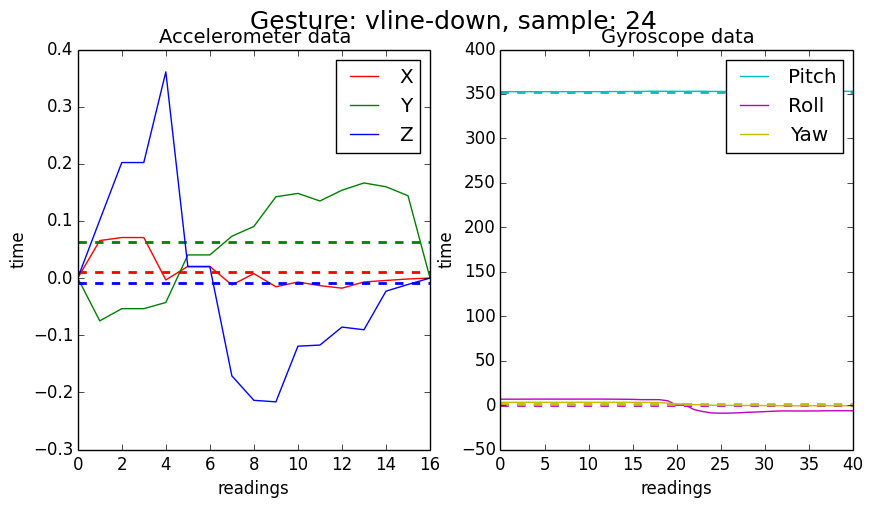 Gesture: vline-down, sample: 24
Accelerometer data
0.4
0.3
0.2
0.1
0.0
−0.1
−0.2
−0.3
time
0 2 4 6 8 10 12 14 16
readings
X
Y
Z
Gyroscope data
400
350
300
250
200
150
100
50
0
−50
time
0 5 10 15 20 25 30 35 40
readings
Pitch
Roll
Yaw